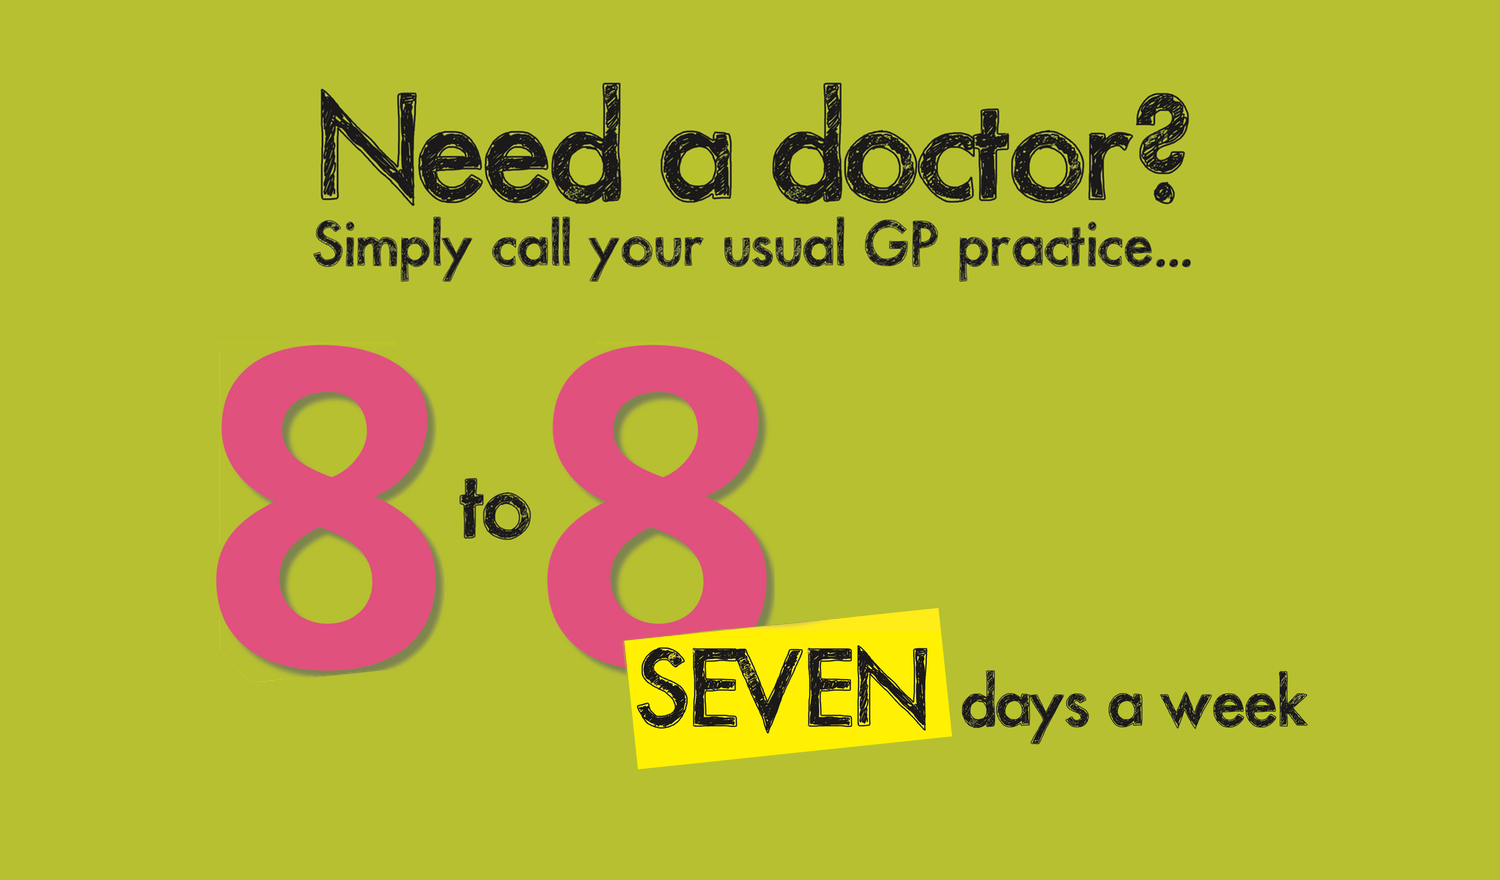 Need a doctor?
Simply call your usual GP practice...
8 to 8
SEVEN days a week